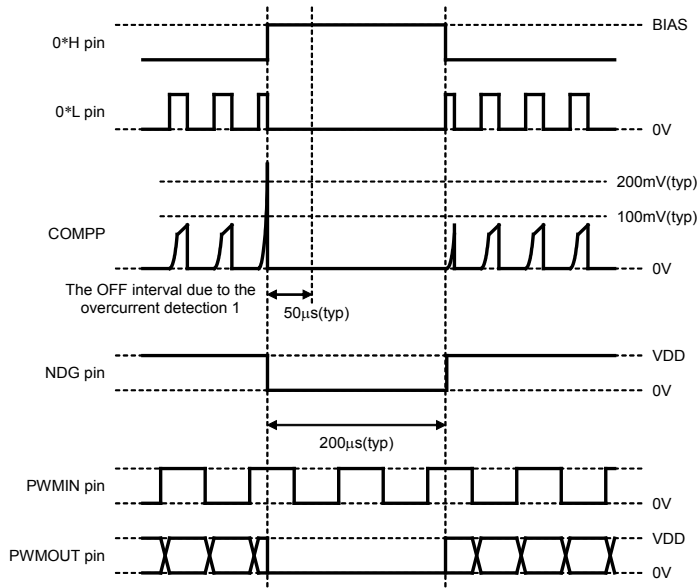 BIAS
0*H pin
0*L pin
0V
200mV(typ)
100mV(typ)
COMPP
0V
The OFF interval due to the
overcurrent detection 1
50μs(typ)
VDD
NDG pin
0V
200μs(typ)
PWMIN pin
0V
VDD
PWMOUT pin
0V